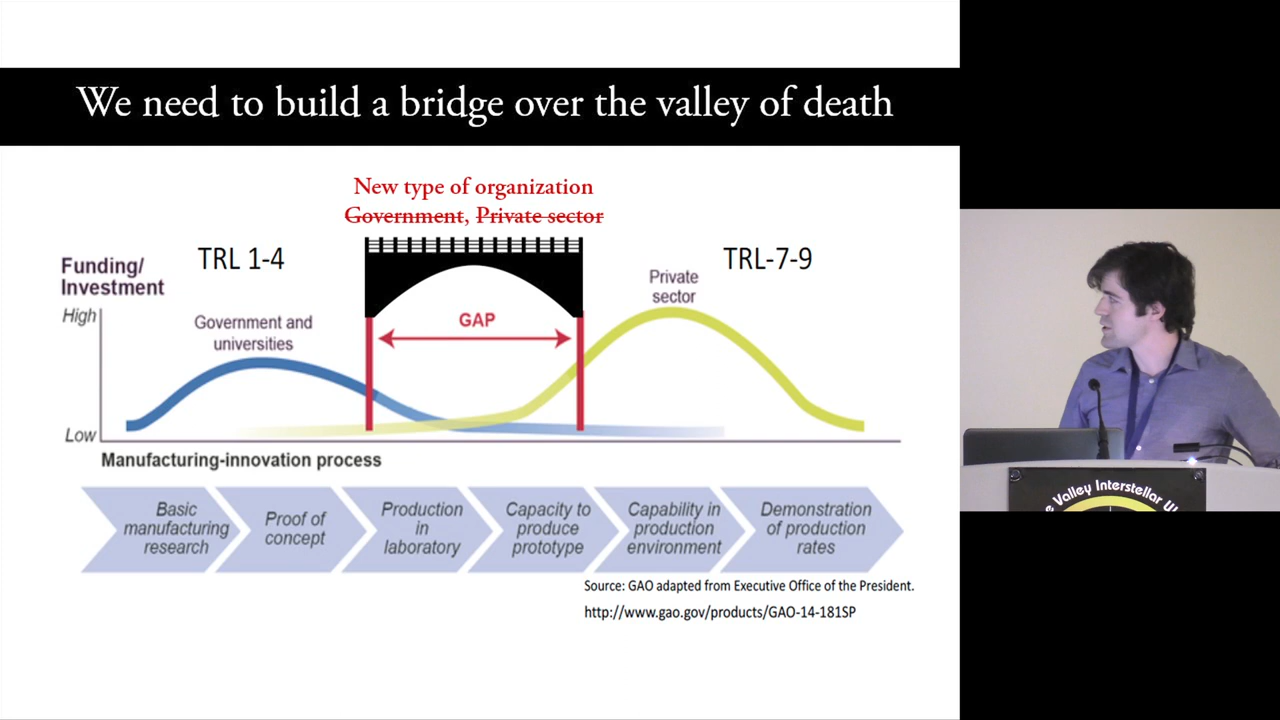 We need to build a bridge over the valley of death
New type of organization
Government, Private sector
TRL 1-4
TRL-7-9
Funding/
Investment
High
Low
Government and
universities
GAP
Private
sector
Manufacturing-innovation process
Basic
manufacturing
research
Proof of
concept
Production
in
laboratory
Capacity to
produce
prototype
Capability in
production
environment
Demonstration
of production
rates
Source: GAO adapted from Executive Office of the President.
http://www.gao.gov/products/GAO-14-181SP
Valley Interstellar